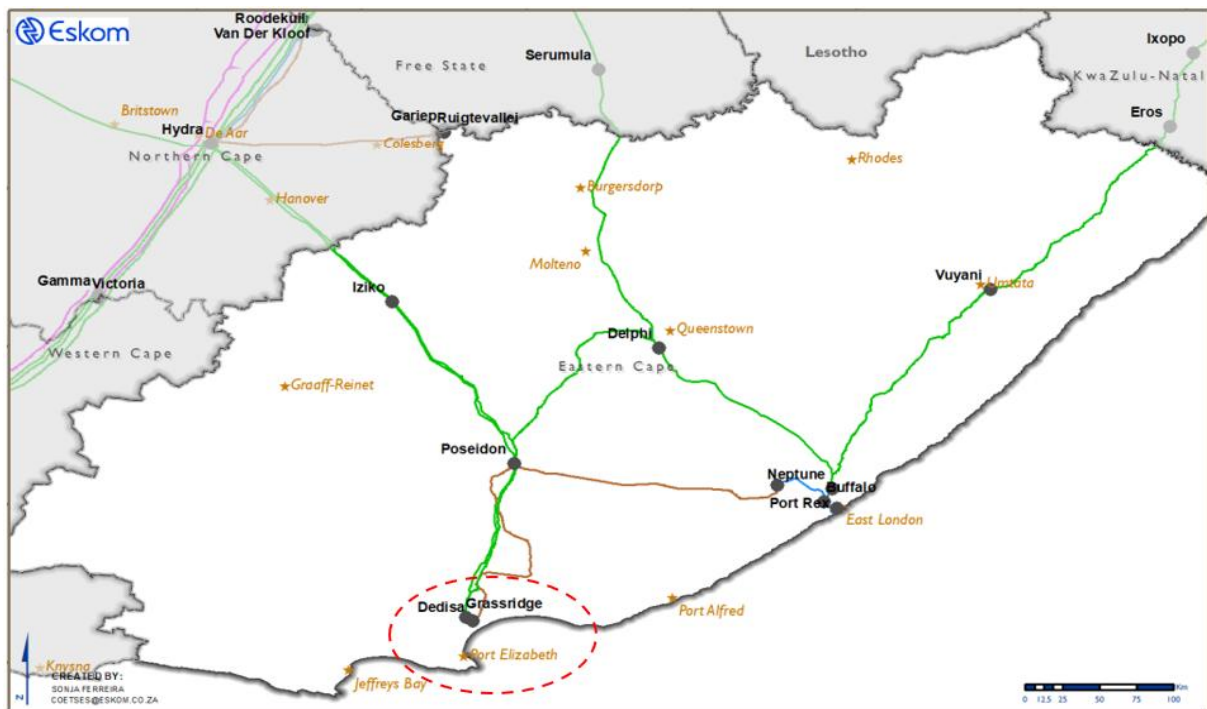 Eskom
Roodekuil
Van Der Kloof
Free State
Serumula
Lesotho
Ixopo
KwaZulu-Natal
Eros
Britstown
Hydra
De Aar
Northern Cape
Gariep
Ruigtevallei
Colesberg
Rhodes
Hanover
Burgersdorp
Molteno
Gamma
Victoria
Iziko
Vuyani
Umtata
Western Cape
Delphi
Queenstown
Eastern Cape
Graaff-Reinet
Poseidon
Neptune
Buffalo
Port Rex
East London
Dedisa
Grassridge
Port Alfred
Port Elizabeth
Knysna
Jeffreys Bay
N
CREATED BY:
SONJA FERREIRA
COETSES@ESKOM.CO.ZA
Km
0 12,5 25 50 75 100